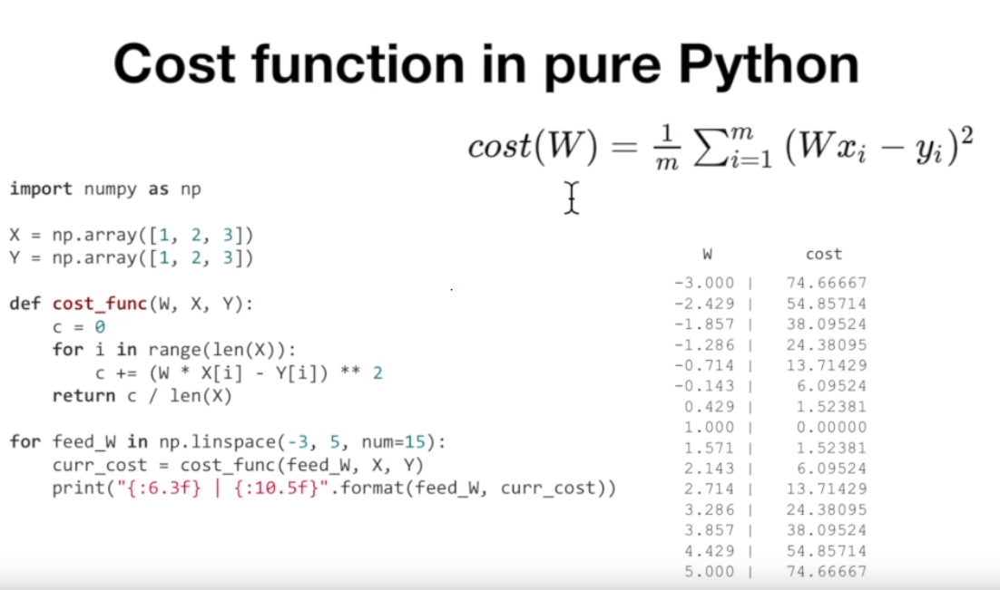 Cost function in pure Python
cost(W) = \frac{1}{m} \sum_{i=1}^{m} (Wx_i - y_i)^2
import numpy as np
X = np.array([1, 2, 3])
Y = np.array([1, 2, 3])
def cost_func(W, X, Y):
    c = 0
    for i in range(len(X)):
        c += (W * X[i] - Y[i]) ** 2
    return c / len(X)
for feed_W in np.linspace(-3, 5, num=15):
    curr_cost = cost_func(feed_W, X, Y)
    print("{:6.3f} | {:10.5f}".format(feed_W, curr_cost))
W cost
-3.000 | 74.66667
-2.429 | 54.85714
-1.857 | 38.09524
-1.286 | 24.38095
-0.714 | 13.71429
-0.143 | 6.09524
0.429 | 1.52381
1.000 | 0.00000
1.571 | 1.52381
2.143 | 6.09524
2.714 | 13.71429
3.286 | 24.38095
3.857 | 38.09524
4.429 | 54.85714
5.000 | 74.66667